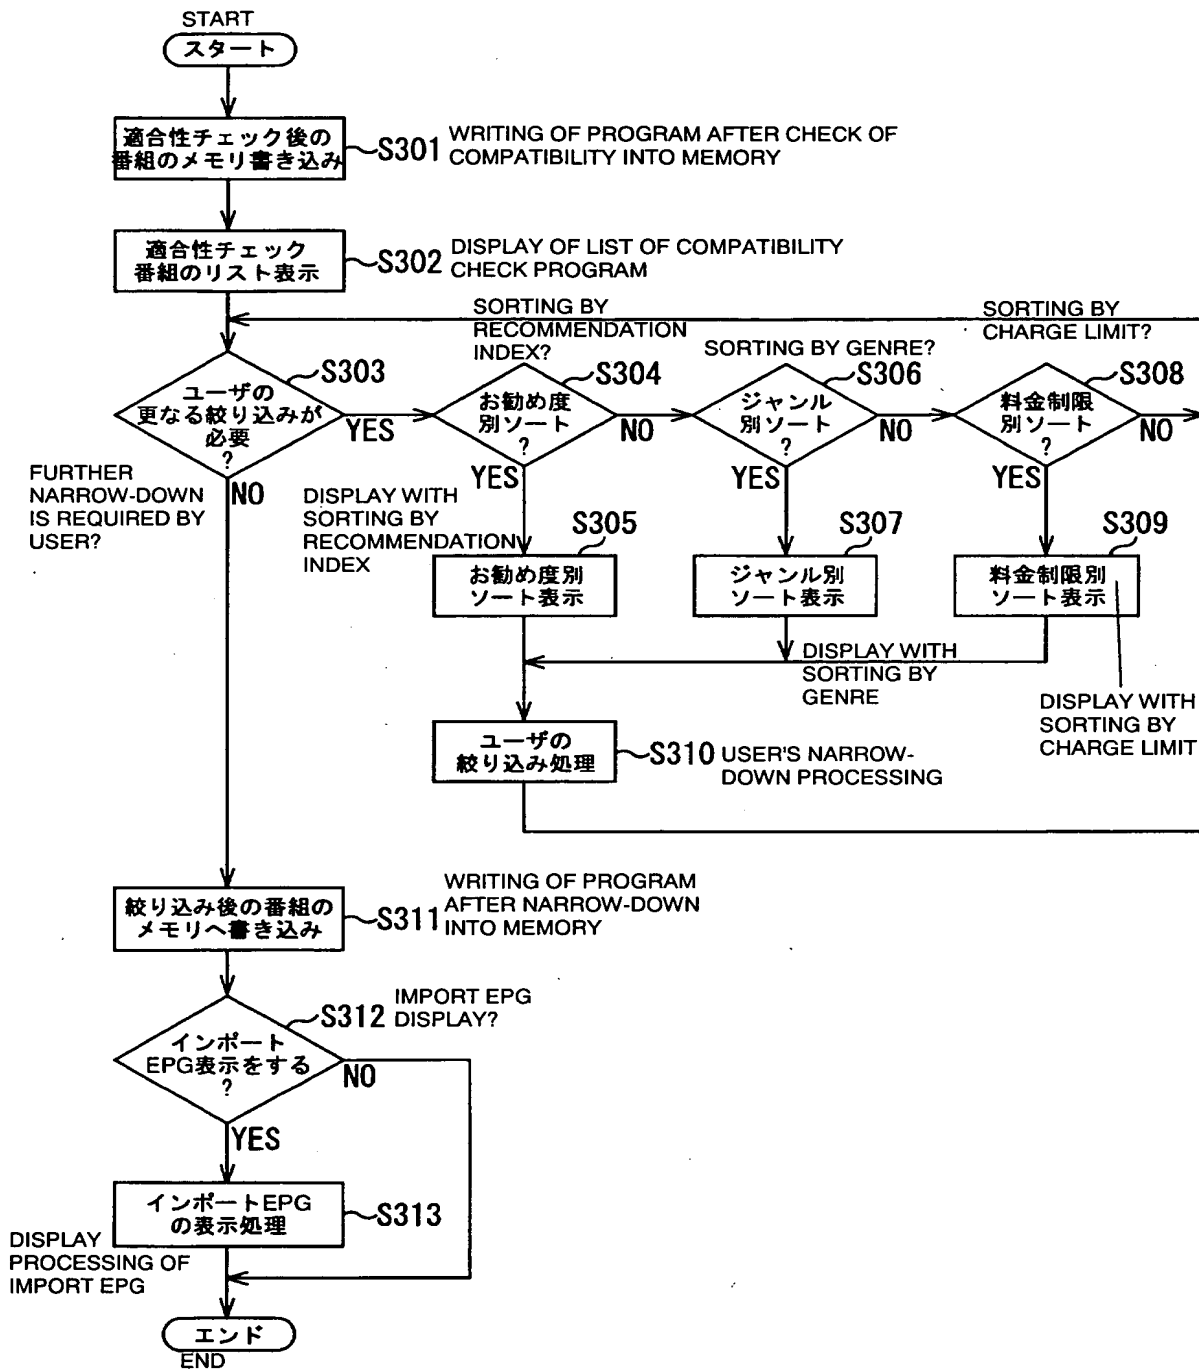 START
スタート
適合性チェック後の
番組のメモリ書き込み
S301
WRITING OF PROGRAM AFTER CHECK OF
COMPATIBILITY INTO MEMORY
適合性チェック
番組のリスト表示
S302
DISPLAY OF LIST OF COMPATIBILITY
CHECK PROGRAM
SORTING BY
RECOMMENDATION
INDEX?
SORTING BY GENRE?
SORTING BY
CHARGE LIMIT?
S303
ユーザの
更なる絞り込みが
必要
?
YES
NO
FURTHER
NARROW-DOWN
IS REQUIRED BY
USER?
S304
お勧め度
別ソート
?
NO
YES
S306
ジャンル
別ソート
?
NO
YES
S308
料金制限
別ソート
?
NO
YES
DISPLAY WITH
SORTING BY
RECOMMENDATION
INDEX
S305
お勧め度別
ソート表示
S307
ジャンル別
ソート表示
S309
料金制限別
ソート表示
DISPLAY WITH
SORTING BY
GENRE
DISPLAY WITH
SORTING BY
CHARGE LIMIT
ユーザの
絞り込み処理
S310
USER'S NARROW-
DOWN PROCESSING
絞り込み後の番組の
メモリへ書き込み
S311
WRITING OF PROGRAM
AFTER NARROW-DOWN
INTO MEMORY
S312
IMPORT EPG
DISPLAY?
インポート
EPG表示をする
?
NO
YES
インポートEPG
の表示処理
S313
DISPLAY
PROCESSING OF
IMPORT EPG
エンド
END